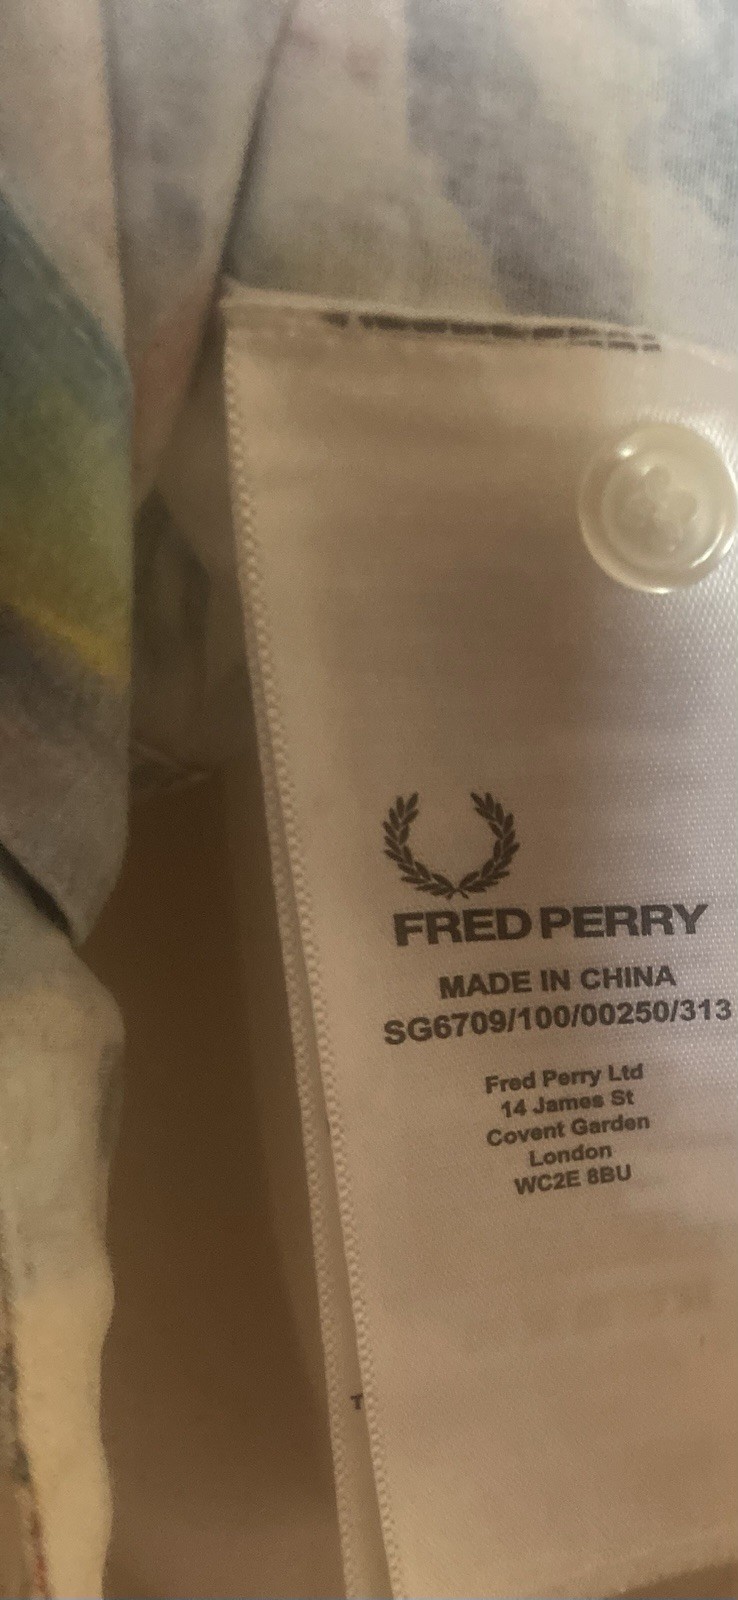 FRED PERRY
MADE IN CHINA
SG6709/100/00250/313
Fred Perry Ltd
14 James St
Covent Garden
London
WC2E 8BU
T